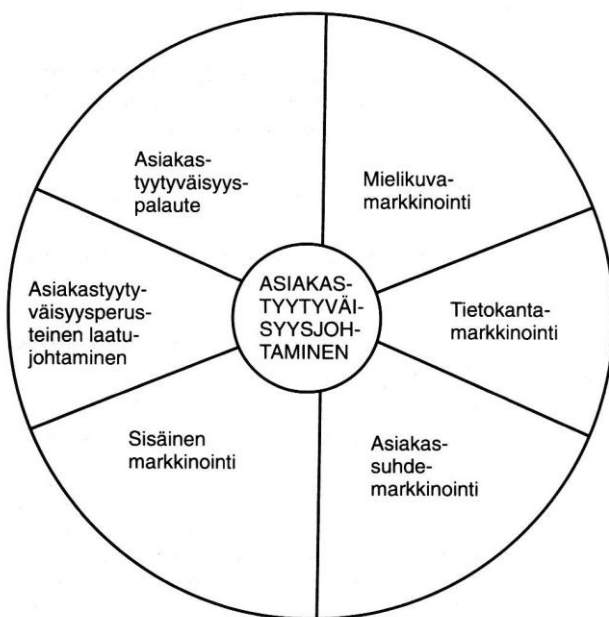 Asiakas-
tyytyväisyys-
palaute
Mielikuva-
markkinointi
Asiakastyyty-
väisyysperus-
teinen laatu-
johtaminen
ASIAKAS-
TYYTYVÄI-
SYYSJOH-
TAMINEN
Tietokanta-
markkinointi
Sisäinen
markkinointi
Asiakas-
suhde-
markkinointi